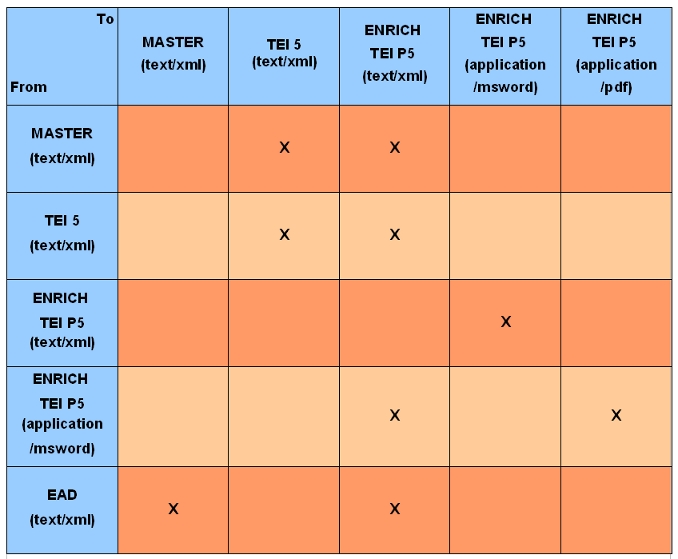 To
From
MASTER
(text/xml)
TEI 5
(text/xml)
ENRICH
TEI P5
(text/xml)
ENRICH
TEI P5
(application
/msword)
ENRICH
TEI P5
(application
/pdf)
MASTER
(text/xml)
X
X
TEI 5
(text/xml)
X
X
ENRICH
TEI P5
(text/xml)
X
ENRICH
TEI P5
(application
/msword)
X
X
EAD
(text/xml)
X
X